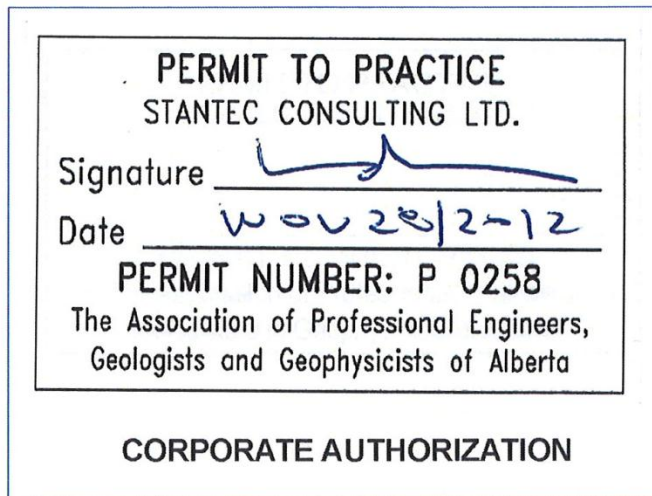 PERMIT TO PRACTICE
STANTEC CONSULTING LTD.
Signature
Date Nov 28/2012
PERMIT NUMBER: P 0258
The Association of Professional Engineers,
Geologists and Geophysicists of Alberta
CORPORATE AUTHORIZATION